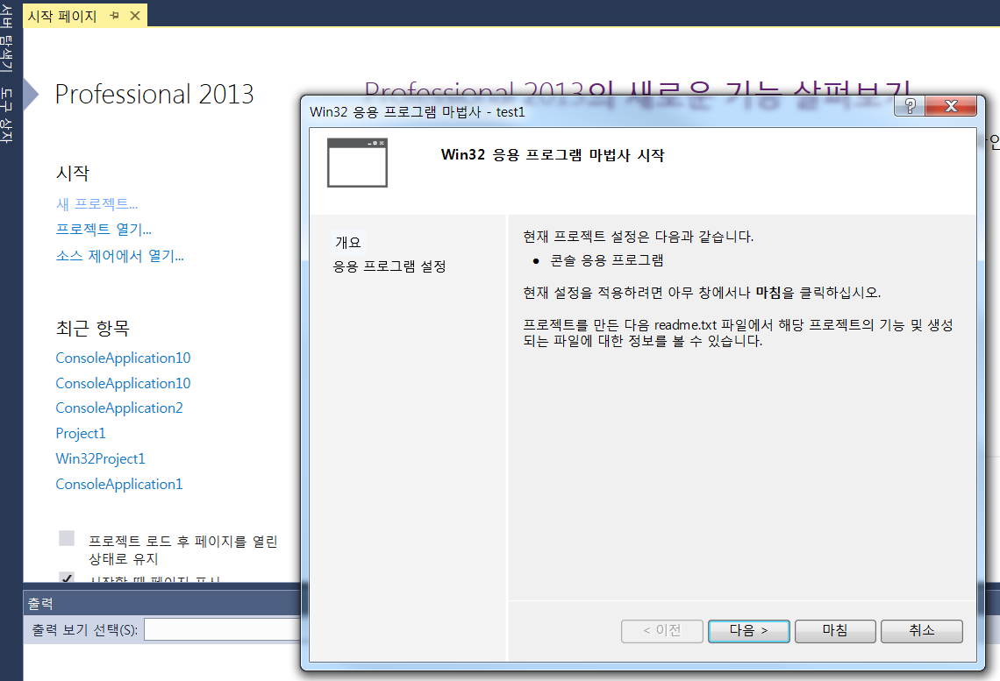 서버 탐색기
도구 상자
시작 페이지
Professional 2013
Professional 2013의 새로운 기능 살펴보기
시작
새 프로젝트...
프로젝트 열기...
소스 제어에서 열기...
최근 항목
ConsoleApplication10
ConsoleApplication10
ConsoleApplication2
Project1
Win32Project1
ConsoleApplication1
프로젝트 로드 후 페이지를 열린
상태로 유지
시작할 때 페이지 표시
출력
출력 보기 선택(S):
Win32 응용 프로그램 마법사 - test1
Win32 응용 프로그램 마법사 시작
개요
응용 프로그램 설정
현재 프로젝트 설정은 다음과 같습니다.
• 콘솔 응용 프로그램
현재 설정을 적용하려면 아무 창에서나 마침을 클릭하십시오.
프로젝트를 만든 다음 readme.txt 파일에서 해당 프로젝트의 기능 및 생성
되는 파일에 대한 정보를 볼 수 있습니다.
< 이전
다음 >
마침
취소